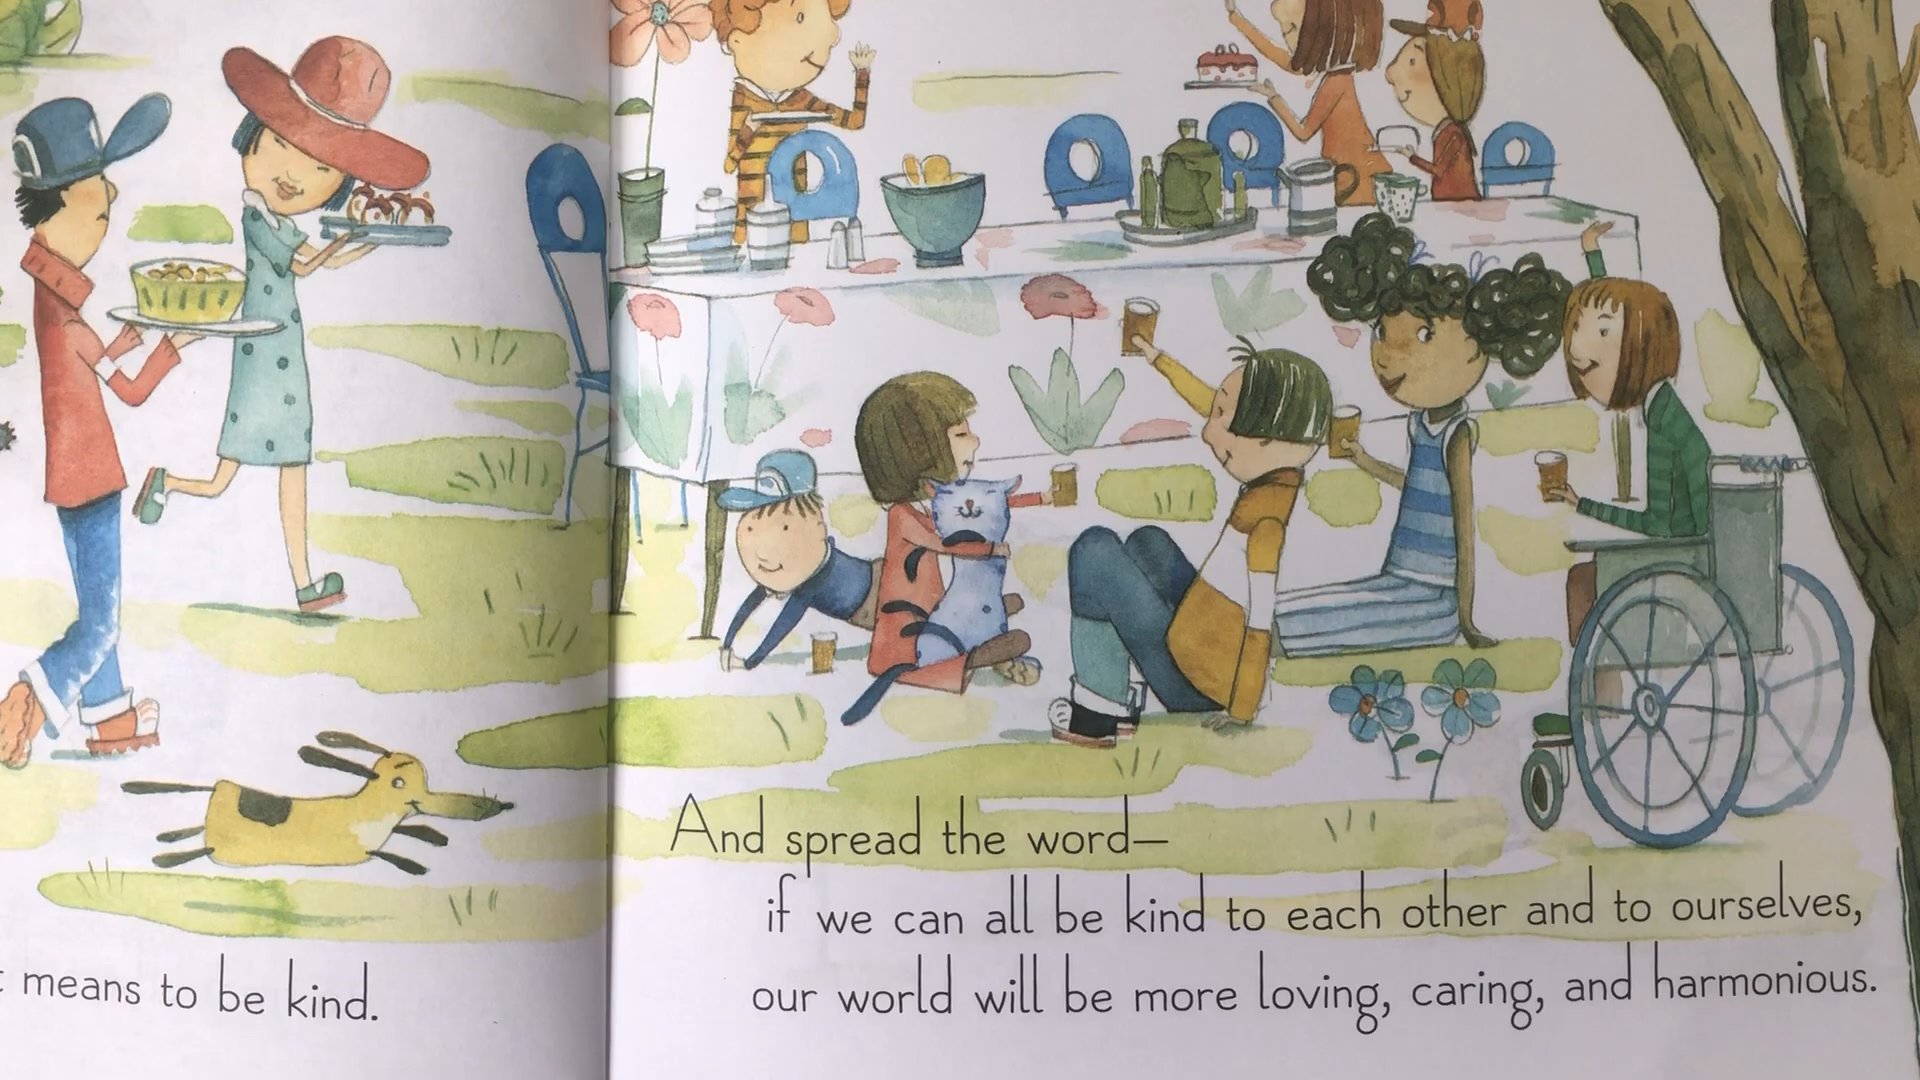 means to be kind.
And spread the word—
if we can all be kind to each other and to ourselves,
our world will be more loving, caring, and harmonious.